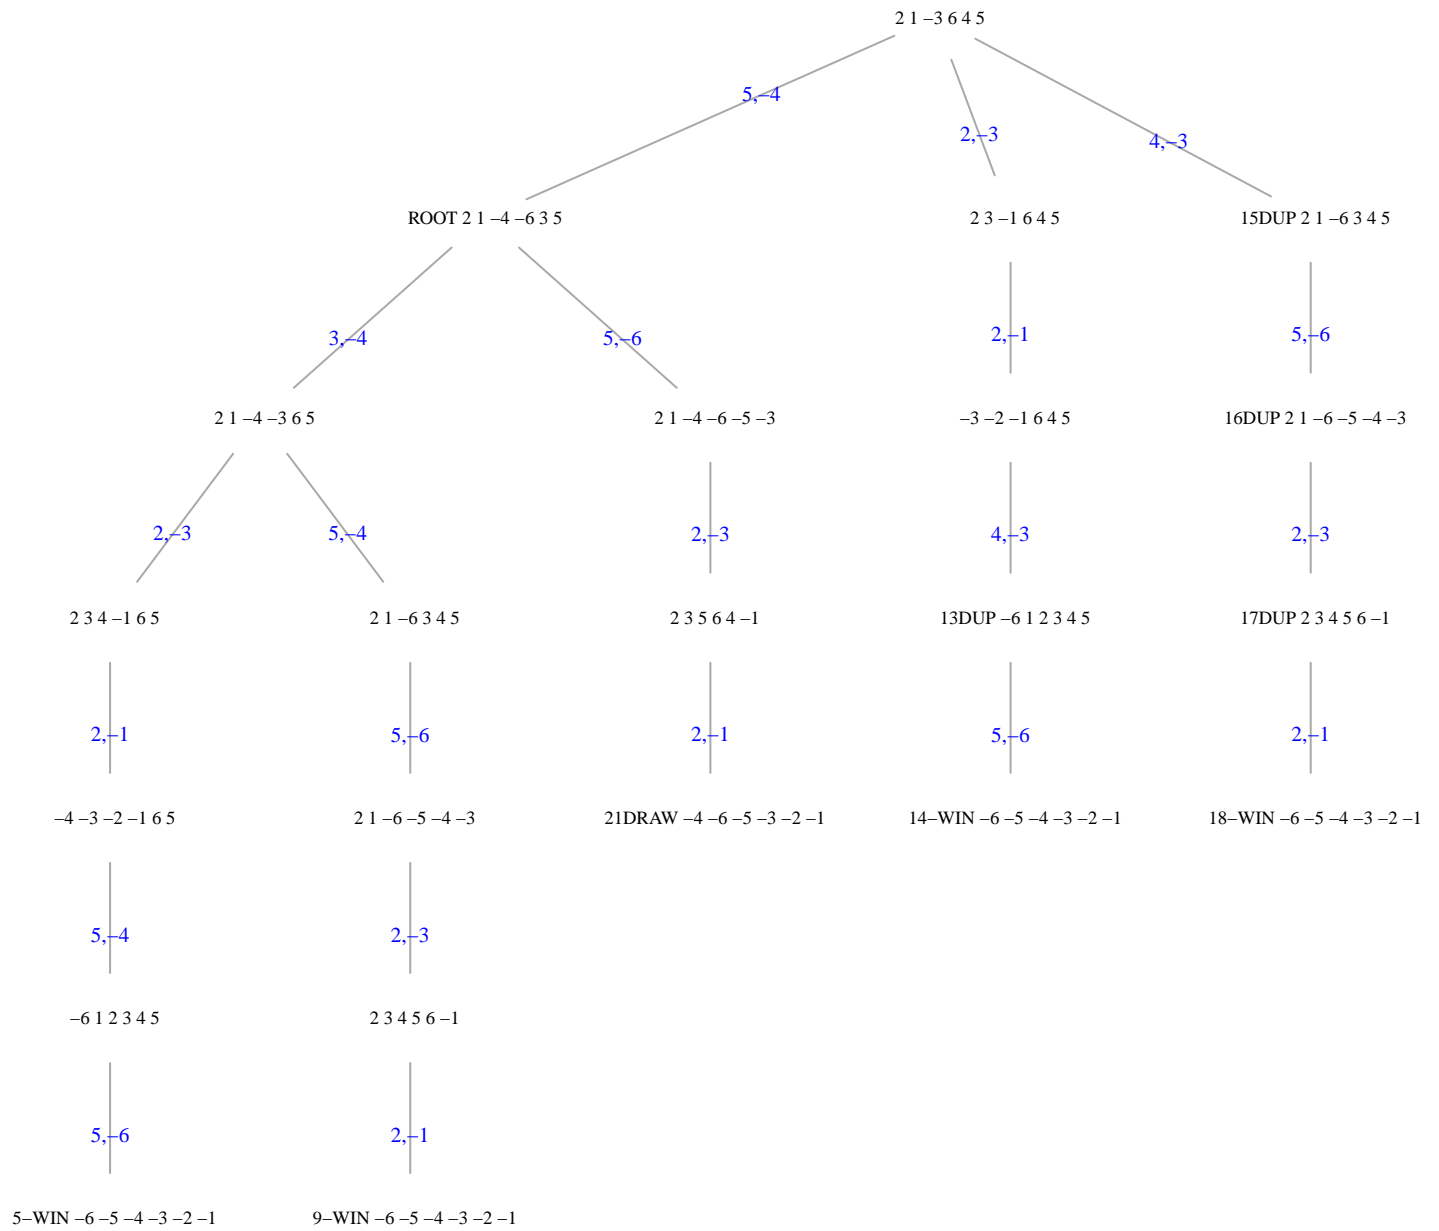 2 1 –3 6 4 5
5,–4
2,–3
4,–3
ROOT 2 1 –4 –6 3 5
2 3 –1 6 4 5
15DUP 2 1 –6 3 4 5
3,–4
5,–6
2,–1
5,–6
2 1 –4 –3 6 5
2 1 –4 –6 –5 –3
–3 –2 –1 6 4 5
16DUP 2 1 –6 –5 –4 –3
2,–3
5,–4
2,–3
4,–3
2,–3
2 3 4 –1 6 5
2 1 –6 3 4 5
2 3 5 6 4 –1
13DUP –6 1 2 3 4 5
17DUP 2 3 4 5 6 –1
2,–1
5,–6
2,–1
5,–6
2,–1
–4 –3 –2 –1 6 5
2 1 –6 –5 –4 –3
21DRAW –4 –6 –5 –3 –2 –1
14–WIN –6 –5 –4 –3 –2 –1
18–WIN –6 –5 –4 –3 –2 –1
5,–4
2,–3
–6 1 2 3 4 5
2 3 4 5 6 –1
5,–6
2,–1
5–WIN –6 –5 –4 –3 –2 –1
9–WIN –6 –5 –4 –3 –2 –1